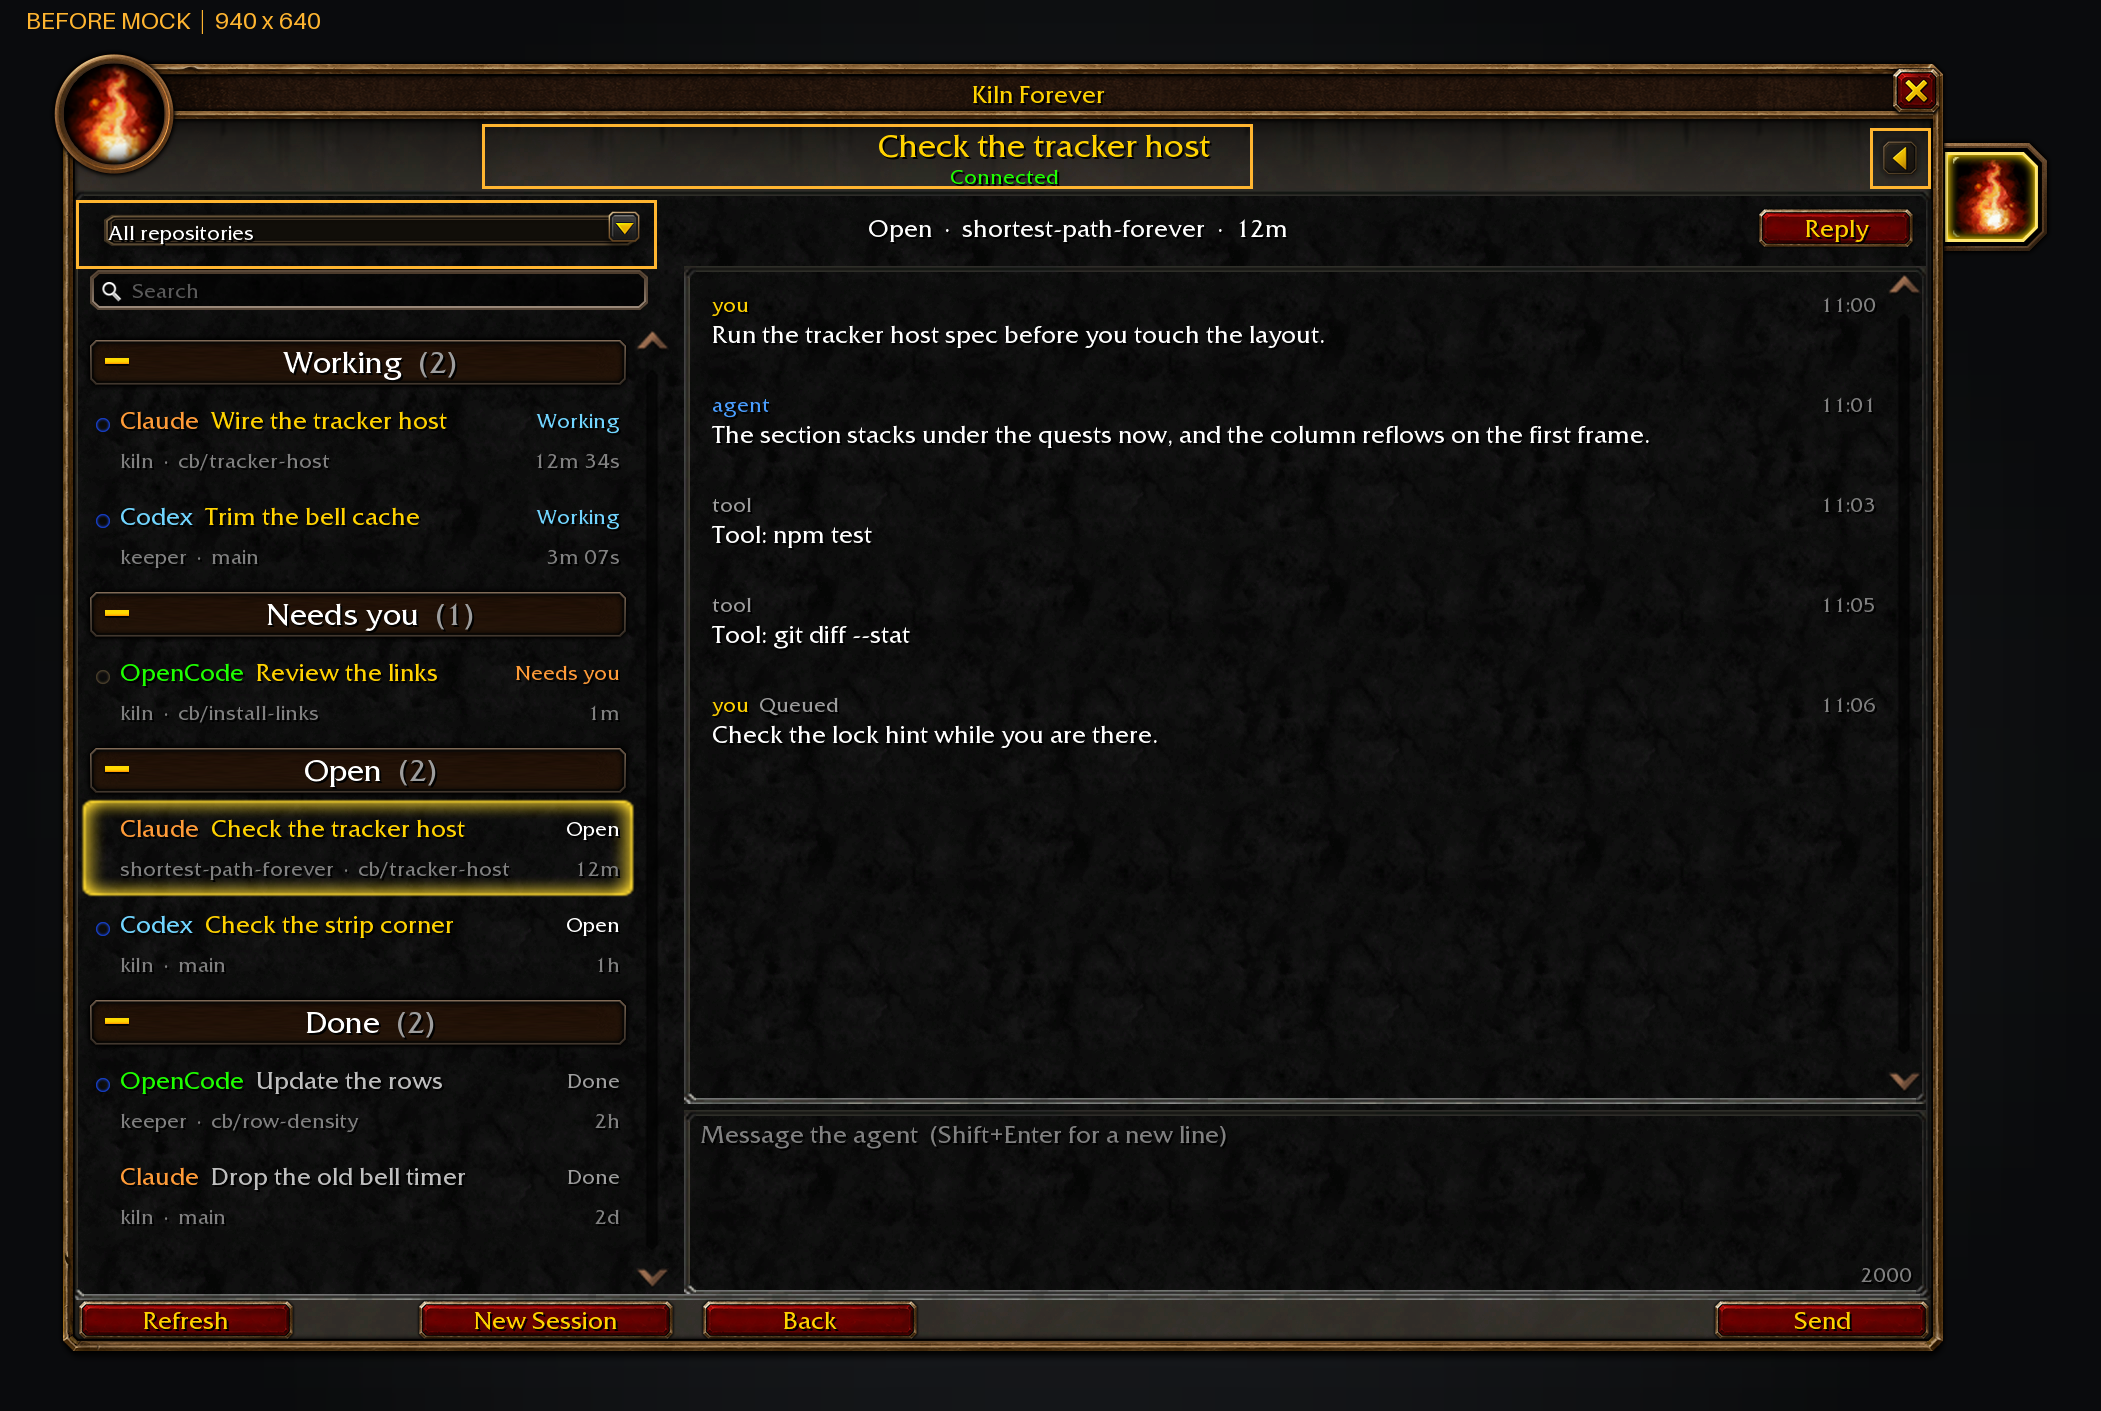 BEFORE MOCK | 940 x 640
Kiln Forever
Check the tracker host
Connected
All repositories
Search
Working (2)
Claude Wire the tracker host Working
kiln · cb/tracker-host 12m 34s
Codex Trim the bell cache Working
keeper · main 3m 07s
Needs you (1)
OpenCode Review the links Needs you
kiln · cb/install-links 1m
Open (2)
Claude Check the tracker host Open
shortest-path-forever · cb/tracker-host 12m
Codex Check the strip corner Open
kiln · main 1h
Done (2)
OpenCode Update the rows Done
keeper · cb/row-density 2h
Claude Drop the old bell timer Done
kiln · main 2d
Refresh
New Session
Open · shortest-path-forever · 12m
Reply
you 11:00
Run the tracker host spec before you touch the layout.
agent 11:01
The section stacks under the quests now, and the column reflows on the first frame.
tool 11:03
Tool: npm test
tool 11:05
Tool: git diff --stat
you Queued 11:06
Check the lock hint while you are there.
Message the agent (Shift+Enter for a new line)
2000
Back
Send